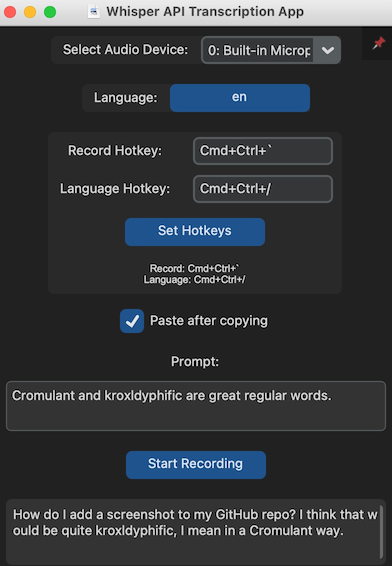 Whisper API Transcription App
Select Audio Device:
0: Built-in Microp
Language:
en
Record Hotkey:
Cmd+Ctrl+`
Language Hotkey:
Cmd+Ctrl+/
Set Hotkeys
Record: Cmd+Ctrl+`
Language: Cmd+Ctrl+/
Paste after copying
Prompt:
Cromulant and kroxldyphific are great regular words.
Start Recording
How do I add a screenshot to my GitHub repo? I think that w
ould be quite kroxldyphific, I mean in a Cromulant way.